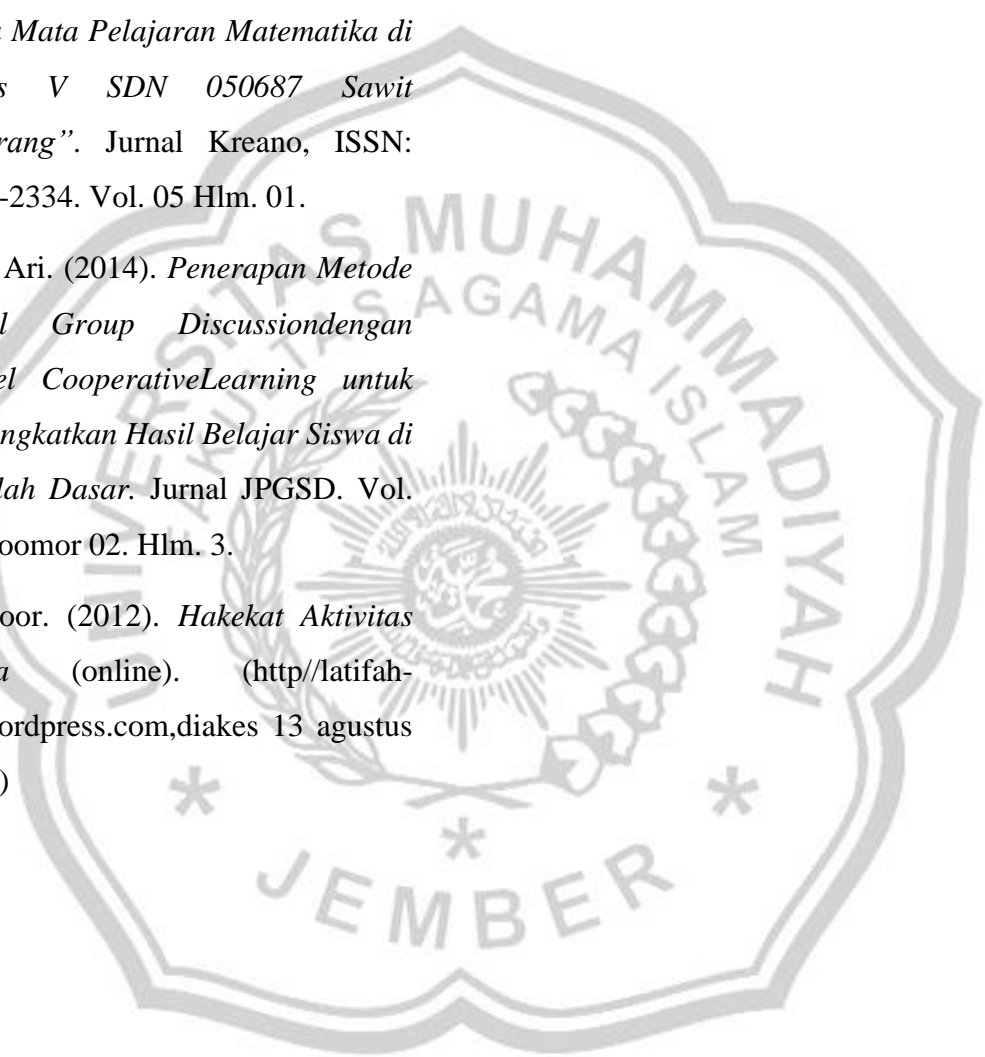 Mata Pelajaran Matematika di
V SDN 050687 Sawit
rang”. Jurnal Kreano, ISSN:
-2334. Vol. 05 Hlm. 01.
Ari. (2014). Penerapan Metode
Group Discussiondengan
CooperativeLearning untuk
ngkatkan Hasil Belajar Siswa di
lah Dasar. Jurnal JPGSD. Vol.
oomor 02. Hlm. 3.
oor. (2012). Hakekat Aktivitas
(online). (http//latifah-
ordpress.com,diakes 13 agustus
)
UNIVERSITAS MUHAMMADIYAH
FAKULTAS AGAMA ISLAM
* * *
JEMBER